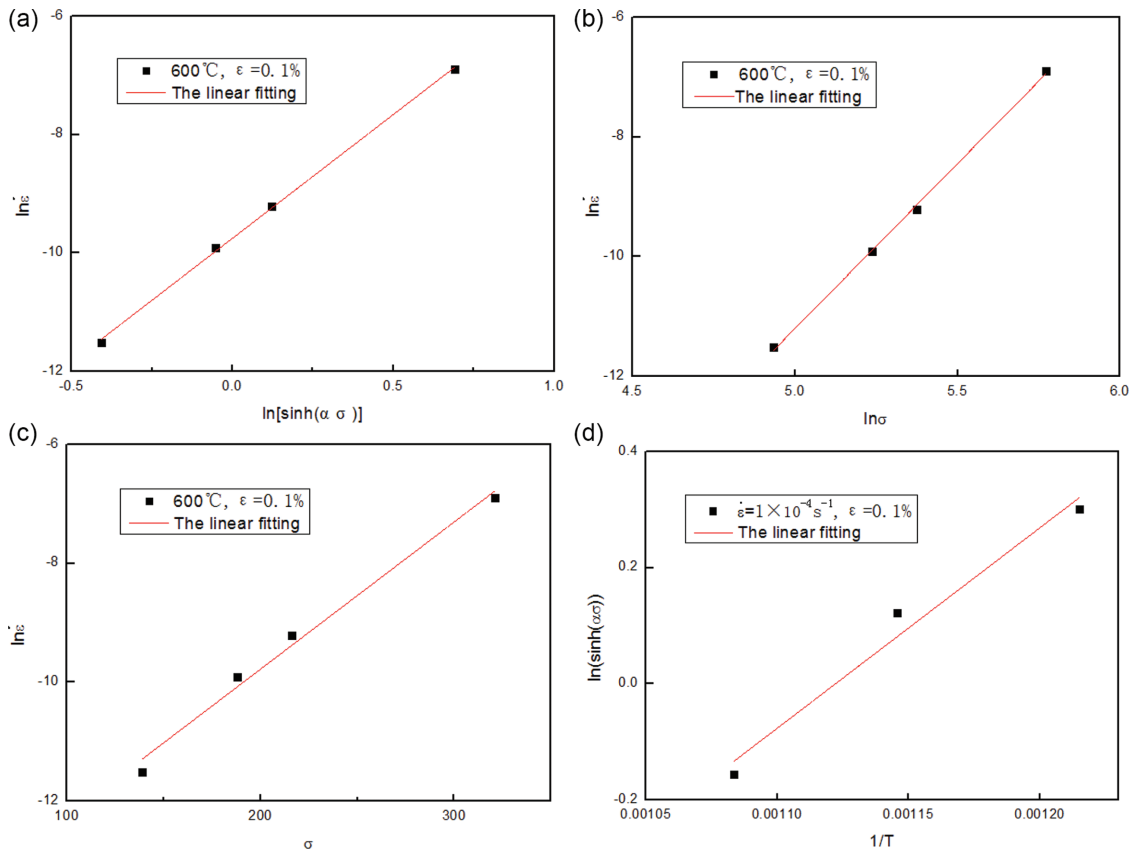 (a)
-6
-8
-10
-12
lnε̇
600℃, ε=0.1%
The linear fitting
-0.5
0.0
0.5
1.0
ln[sinh(α σ)]
(b)
-6
-8
-10
-12
lnε̇
600℃, ε=0.1%
The linear fitting
4.5
5.0
5.5
6.0
lnσ
(c)
-6
-8
-10
-12
lnε̇
600℃, ε=0.1%
The linear fitting
100
200
300
σ
(d)
0.4
0.2
0.0
-0.2
ln(sinh(ασ))
ε̇=1×10⁻⁴s⁻¹, ε=0.1%
The linear fitting
0.00105
0.00110
0.00115
0.00120
1/T